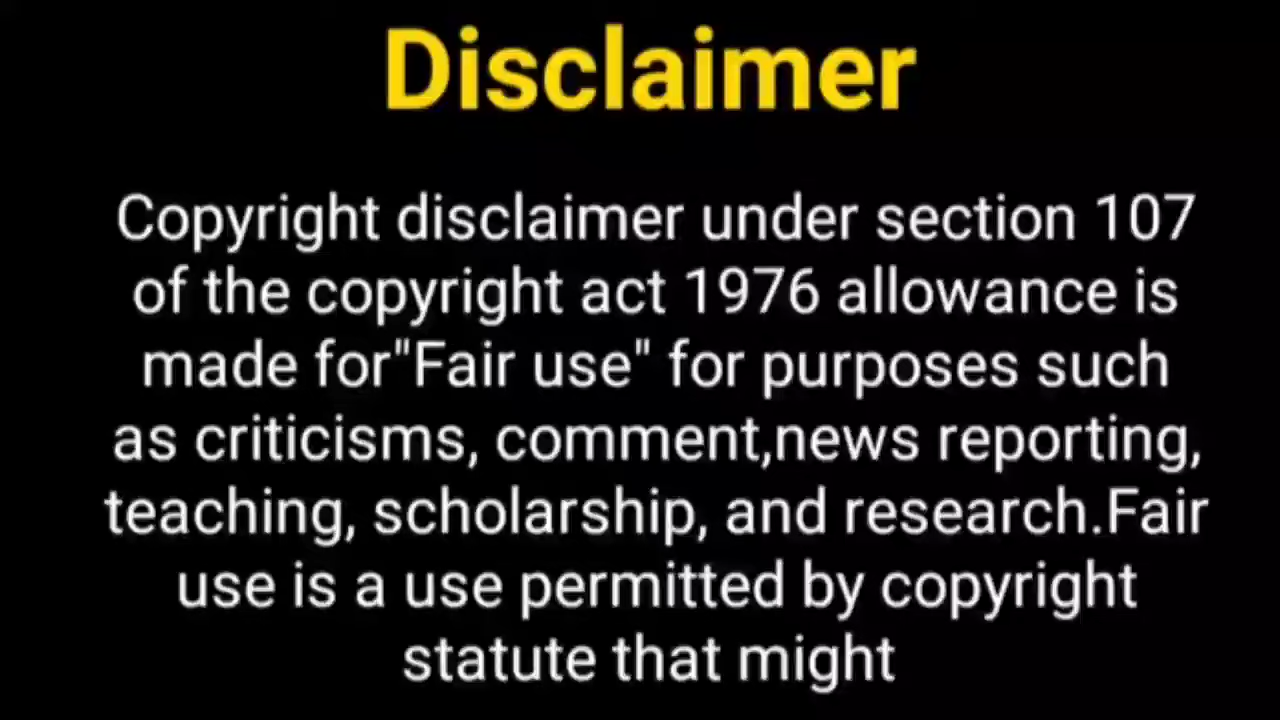 Disclaimer
Copyright disclaimer under section 107
of the copyright act 1976 allowance is
made for"Fair use" for purposes such
as criticisms, comment,news reporting,
teaching, scholarship, and research.Fair
use is a use permitted by copyright
statute that might